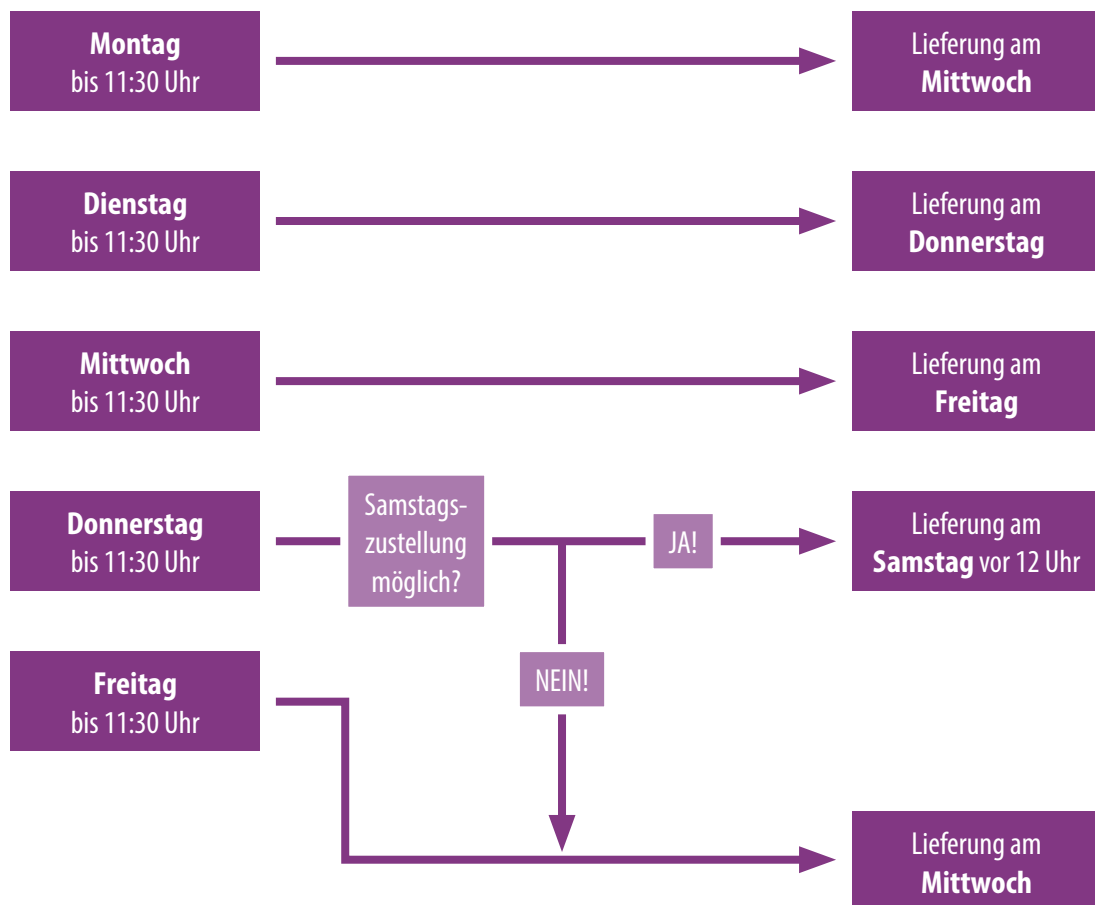 Montag
bis 11:30 Uhr
Lieferung am
Mittwoch
Dienstag
bis 11:30 Uhr
Lieferung am
Donnerstag
Mittwoch
bis 11:30 Uhr
Lieferung am
Freitag
Donnerstag
bis 11:30 Uhr
Samstags-
zustellung
möglich?
JA!
Lieferung am
Samstag vor 12 Uhr
NEIN!
Freitag
bis 11:30 Uhr
Lieferung am
Mittwoch